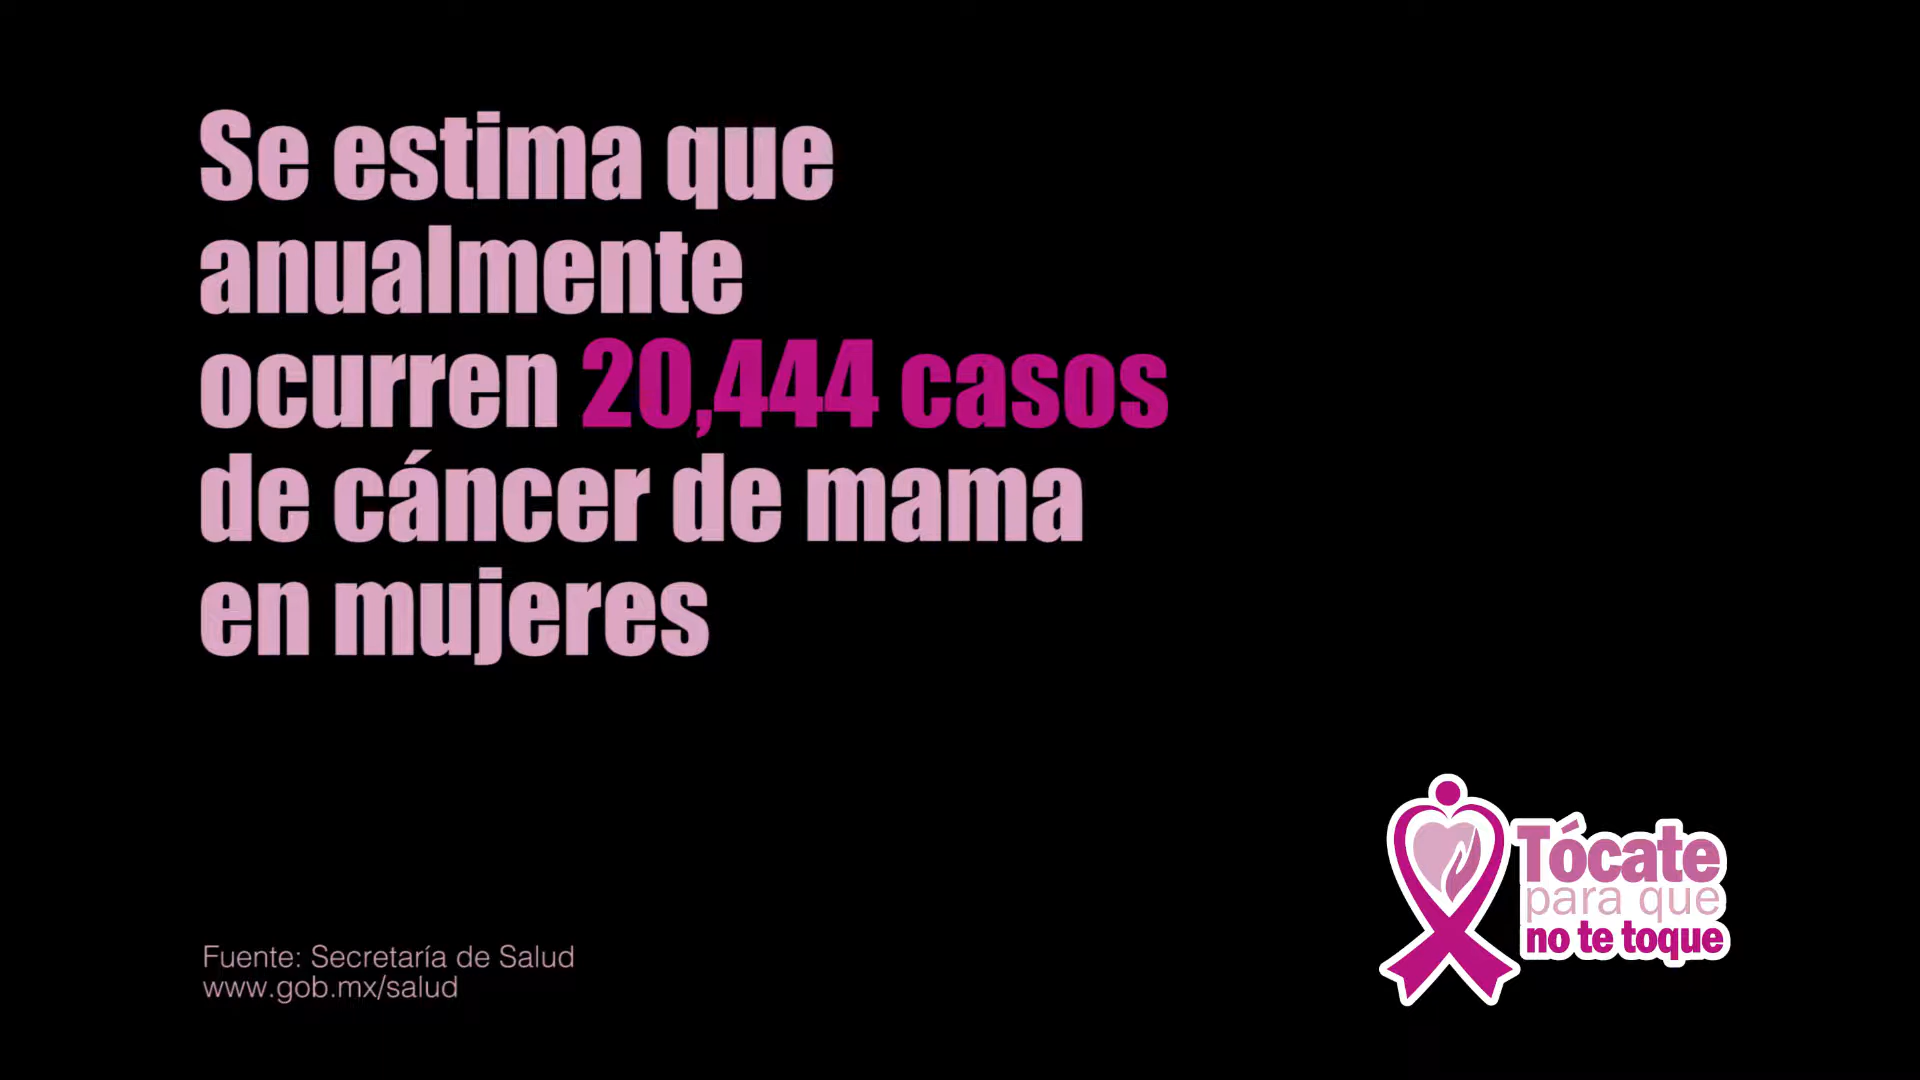 Se estima que
anualmente
ocurren 20,444 casos
de cáncer de mama
en mujeres
Tócate
para que
no te toque
Fuente: Secretaría de Salud
www.gob.mx/salud